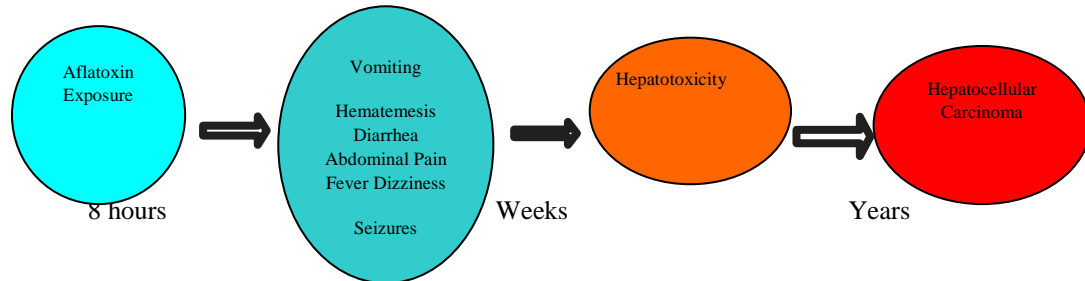 Aflatoxin
Exposure
8 hours
Vomiting
Hematemesis
Diarrhea
Abdominal Pain
Fever Dizziness
Seizures
Weeks
Hepatotoxicity
Years
Hepatocellular
Carcinoma